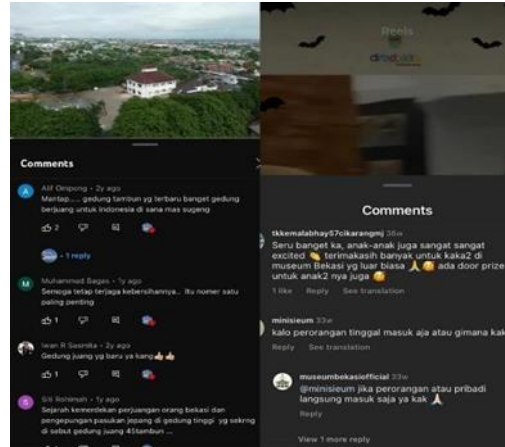 Comments
Alif Ompong • 2y ago
Mantap..... gedung tambun yg terbaru banget gedung
berjuang untuk Indonesia di sana mas sugeng
2
• 1 reply
Muhammed Bagas • 1y ago
Semoga tetap terjaga kebersihannya... Itu nomer satu
paling penting
1
Iwan R Sasmita • 2y ago
Gedung juang yg baru ya kang👍👍
1
Siti Rohimah • 1y ago
Sejarah kemerdekan perjuangan orang bekasi dan
pengepungan pasukan jepang di gedung tinggi yg sekrng
di sebut gedung juang 45tambun ...
Reels
Comments
tkkemalabhay57cikarangmj 36w
Seru banget ka, anak-anak juga sangat sangat
excited 👏 terimakasih banyak untuk kaka2 di
museum Bekasi yg luar biasa 🙏🥰 ada door prize
untuk anak2 nya juga 🥰
1 like Reply See translation
minisieum 33w
kalo perorangan tinggal masuk aja atau gimana kak
Reply See translation
museumbekasiofficial 33w
@minisieum jika perorangan atau pribadi
langsung masuk saja ya kak 🙏
Reply
View 1 more reply